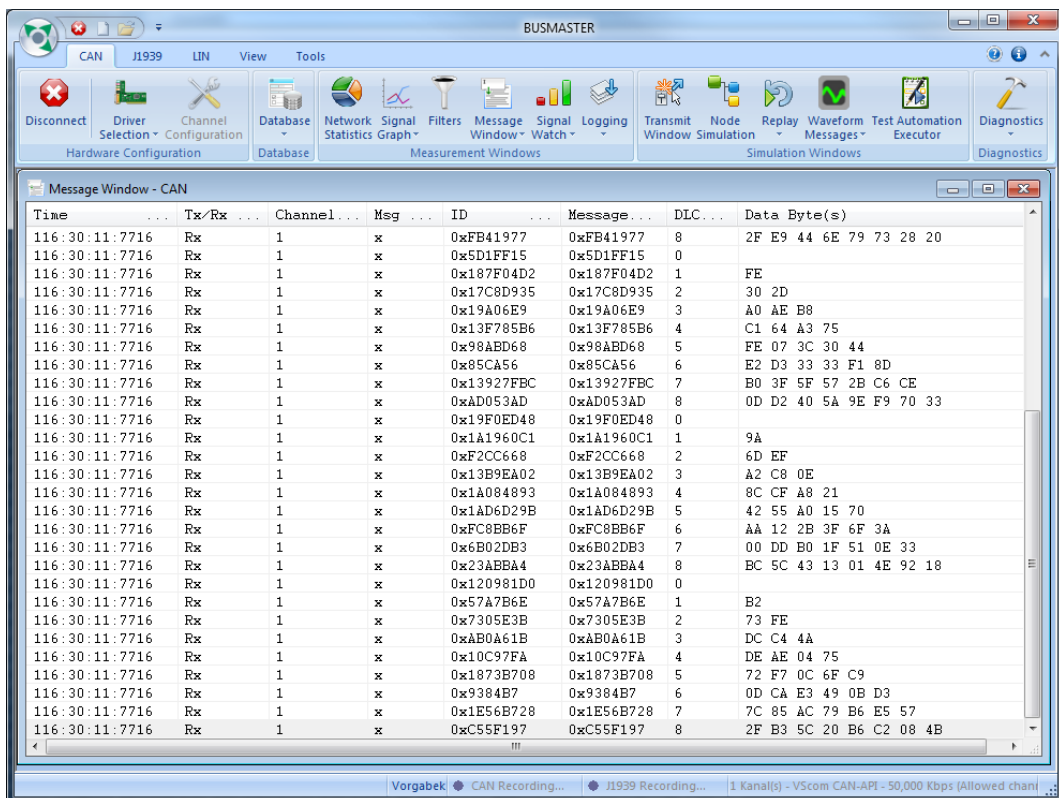 BUSMASTER
CAN J1939 LIN View Tools
Disconnect Driver Selection Channel Configuration Database Network Statistics Signal Graph Filters Message Window Signal Watch Logging Transmit Window Node Simulation Replay Waveform Messages Test Automation Executor Diagnostics
Hardware Configuration Database Measurement Windows Simulation Windows Diagnostics
Message Window - CAN
Time ... Tx/Rx ... Channel... Msg ... ID ... Message... DLC... Data Byte(s)
116:30:11:7716 Rx 1 x 0xFB41977 0xFB41977 8 2F E9 44 6E 79 73 28 20
116:30:11:7716 Rx 1 x 0x5D1FF15 0x5D1FF15 0
116:30:11:7716 Rx 1 x 0x187F04D2 0x187F04D2 1 FE
116:30:11:7716 Rx 1 x 0x17C8D935 0x17C8D935 2 30 2D
116:30:11:7716 Rx 1 x 0x19A06E9 0x19A06E9 3 A0 AE B8
116:30:11:7716 Rx 1 x 0x13F785B6 0x13F785B6 4 C1 64 A3 75
116:30:11:7716 Rx 1 x 0x98ABD68 0x98ABD68 5 FE 07 3C 30 44
116:30:11:7716 Rx 1 x 0x85CA56 0x85CA56 6 E2 D3 33 33 F1 8D
116:30:11:7716 Rx 1 x 0x13927FBC 0x13927FBC 7 B0 3F 5F 57 2B C6 CE
116:30:11:7716 Rx 1 x 0xAD053AD 0xAD053AD 8 0D D2 40 5A 9E F9 70 33
116:30:11:7716 Rx 1 x 0x19F0ED48 0x19F0ED48 0
116:30:11:7716 Rx 1 x 0x1A1960C1 0x1A1960C1 1 9A
116:30:11:7716 Rx 1 x 0xF2CC668 0xF2CC668 2 6D EF
116:30:11:7716 Rx 1 x 0x13B9EA02 0x13B9EA02 3 A2 C8 0E
116:30:11:7716 Rx 1 x 0x1A084893 0x1A084893 4 8C CF A8 21
116:30:11:7716 Rx 1 x 0x1AD6D29B 0x1AD6D29B 5 42 55 A0 15 70
116:30:11:7716 Rx 1 x 0xFC8BB6F 0xFC8BB6F 6 AA 12 2B 3F 6F 3A
116:30:11:7716 Rx 1 x 0x6B02DB3 0x6B02DB3 7 00 DD B0 1F 51 0E 33
116:30:11:7716 Rx 1 x 0x23ABBA4 0x23ABBA4 8 BC 5C 43 13 01 4E 92 18
116:30:11:7716 Rx 1 x 0x120981D0 0x120981D0 0
116:30:11:7716 Rx 1 x 0x57A7B6E 0x57A7B6E 1 B2
116:30:11:7716 Rx 1 x 0x7305E3B 0x7305E3B 2 73 FE
116:30:11:7716 Rx 1 x 0xAB0A61B 0xAB0A61B 3 DC C4 4A
116:30:11:7716 Rx 1 x 0x10C97FA 0x10C97FA 4 DE AE 04 75
116:30:11:7716 Rx 1 x 0x1873B708 0x1873B708 5 72 F7 0C 6F C9
116:30:11:7716 Rx 1 x 0x9384B7 0x9384B7 6 0D CA E3 49 0B D3
116:30:11:7716 Rx 1 x 0x1E56B728 0x1E56B728 7 7C 85 AC 79 B6 E5 57
116:30:11:7716 Rx 1 x 0xC55F197 0xC55F197 8 2F B3 5C 20 B6 C2 08 4B
Vorgabek CAN Recording... J1939 Recording... 1 Kanal(s) - VScom CAN-API - 50,000 Kbps (Allowed chan